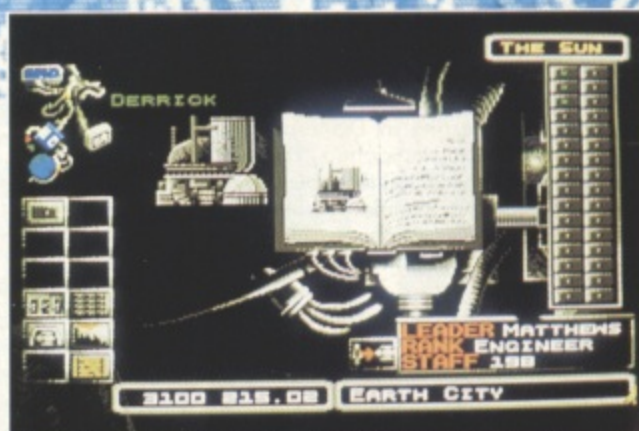 THE SUN
DERRICK
LEADER MATTHEWS
RANK ENGINEER
STAFF 198
3100 215.02
EARTH CITY